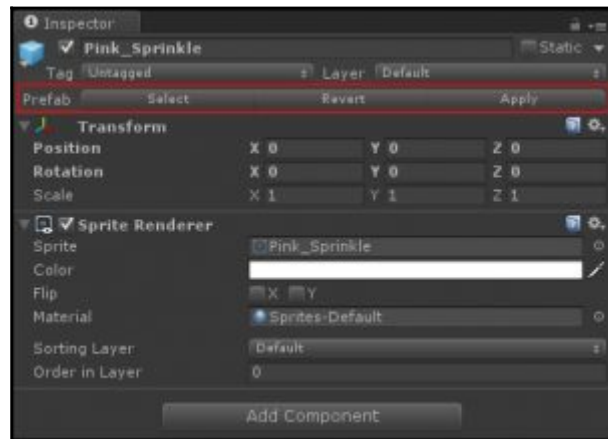 Inspector
Pink_Sprinkle Static
Tag Untagged Layer Default
Prefab Select Revert Apply
Transform
Position X 0 Y 0 Z 0
Rotation X 0 Y 0 Z 0
Scale X 1 Y 1 Z 1
Sprite Renderer
Sprite Pink_Sprinkle
Color
Flip X Y
Material Sprites-Default
Sorting Layer Default
Order in Layer 0
Add Component